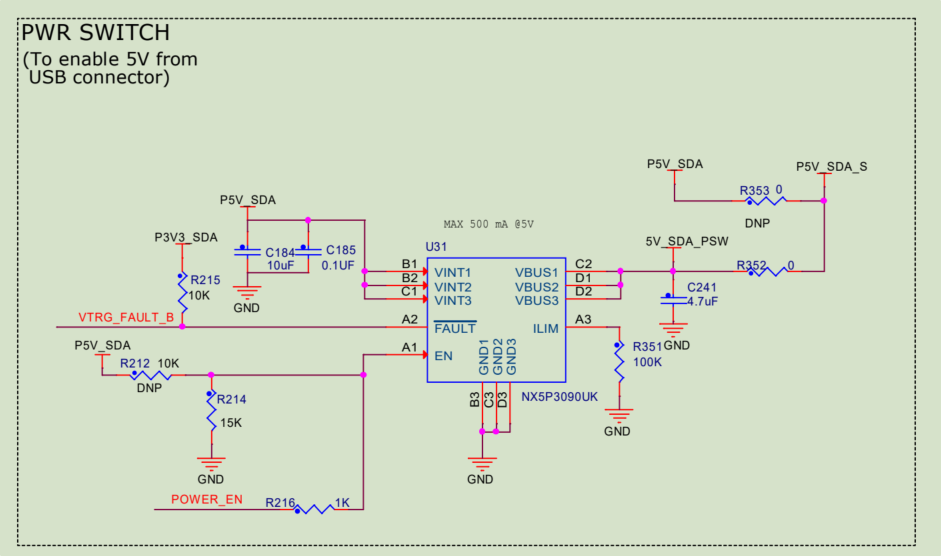 PWR SWITCH
(To enable 5V from
USB connector)
P5V_SDA
P5V_SDA_S
R353 0
DNP
P5V_SDA
MAX 500 mA @5V
P3V3_SDA
C184
10uF
C185
0.1UF
U31
5V_SDA_PSW
R352 0
R215
10K
GND
B1
B2
C1
VINT1
VINT2
VINT3
VBUS1
VBUS2
VBUS3
C2
D1
D2
C241
4.7uF
GND
VTRG_FAULT_B
A2
FAULT
ILIM
A3
P5V_SDA
R212 10K
DNP
A1
EN
GND1
GND2
GND3
R351
100K
B3
C3
D3
NX5P3090UK
R214
15K
GND
GND
GND
POWER_EN
R216 1K